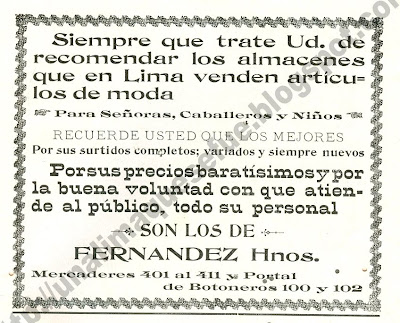 Siempre que trate Ud. de
recomendar los almacenes
que en Lima venden artícu-
los de moda
Para Señoras, Caballeros y Niños
RECUERDE USTED QUE LOS MEJORES
Por sus surtidos completos; variados y siempre nuevos
Por sus precios baratísimos y por
la buena voluntad con que atien-
de al público, todo su personal
SON LOS DE
FERNANDEZ Hnos.
Mercaderes 401 al 411 y Portal
de Botoneros 100 y 102